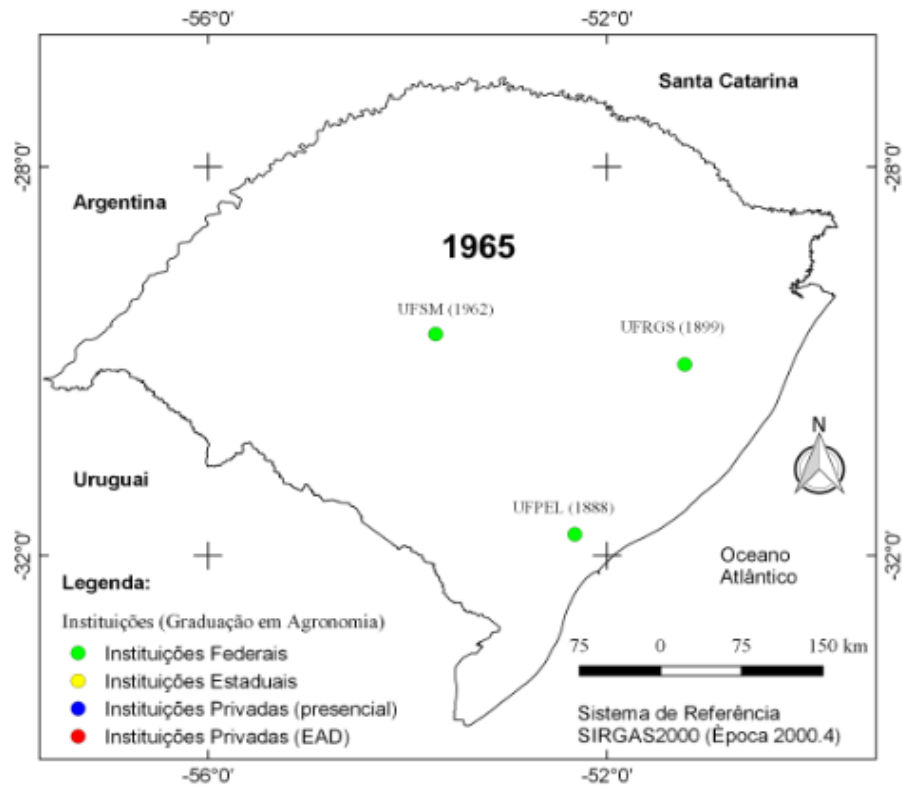 -56°0'
-52°0'
Santa Catarina
-28°0'
-28°0'
Argentina
1965
UFSM (1962)
UFRGS (1899)
N
Uruguai
UFPEL (1888)
-32°0'
-32°0'
Oceano
Atlântico
Legenda:
Instituições (Graduação em Agronomia)
Instituições Federais
Instituições Estaduais
Instituições Privadas (presencial)
Instituições Privadas (EAD)
75 0 75 150 km
Sistema de Referência
SIRGAS2000 (Època 2000.4)
-56°0'
-52°0'